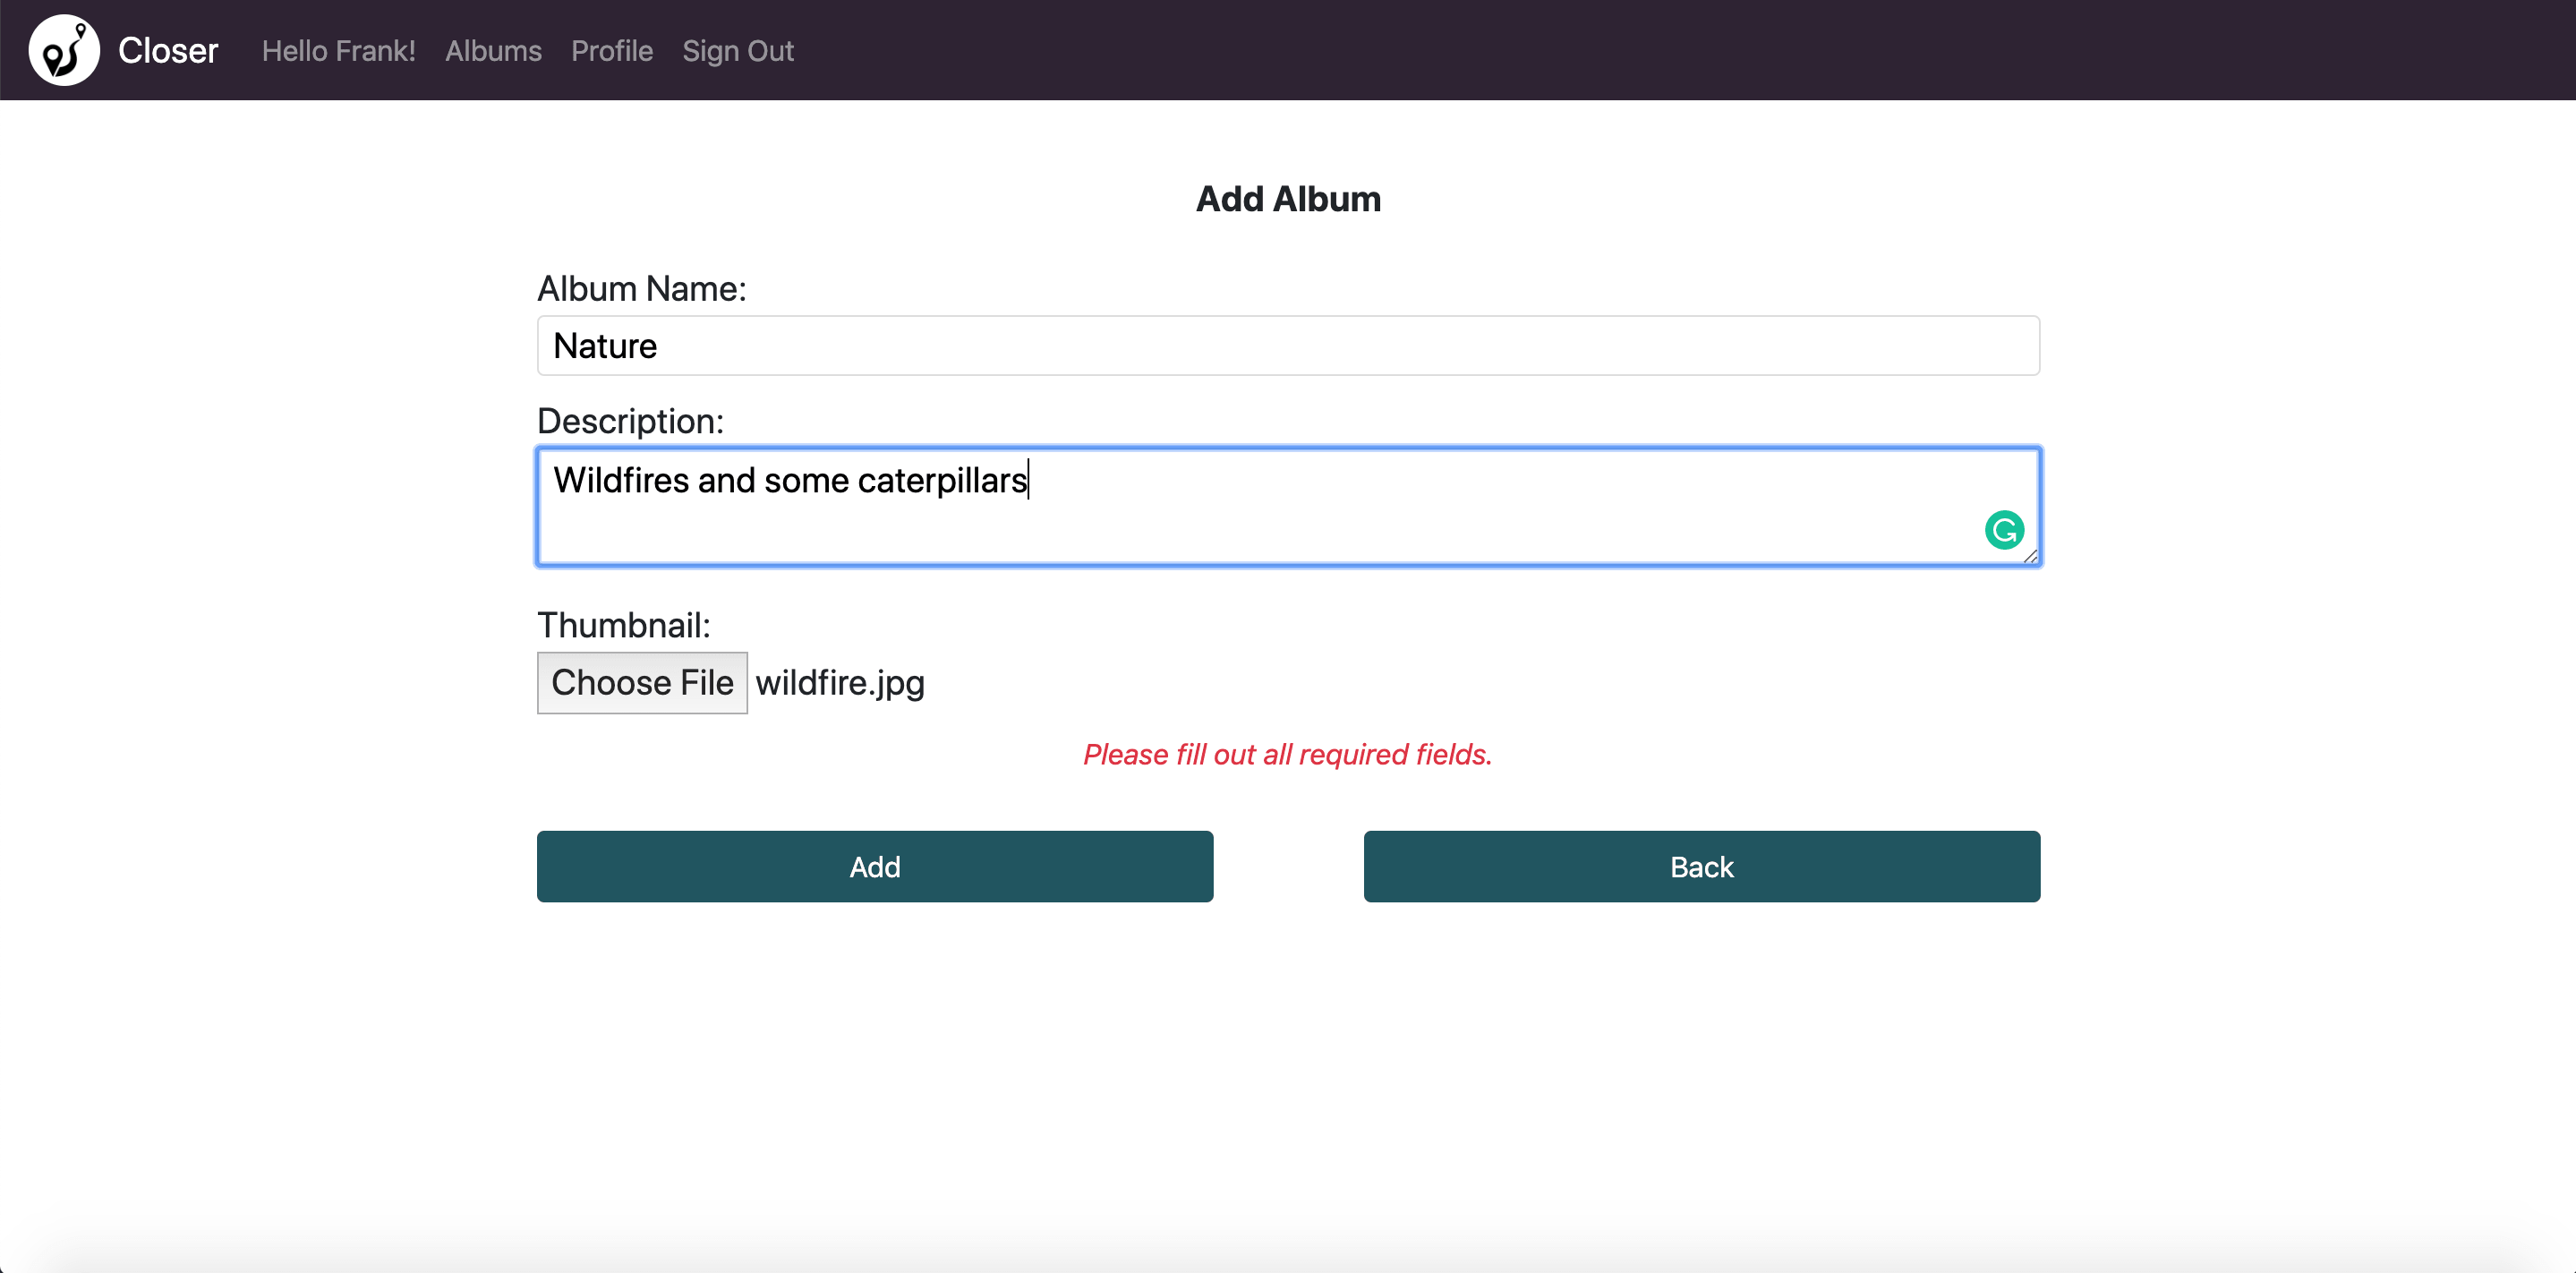 Closer Hello Frank! Albums Profile Sign Out
Add Album
Album Name:
Nature
Description:
Wildfires and some caterpillars
Thumbnail:
Choose File wildfire.jpg
Please fill out all required fields.
Add Back